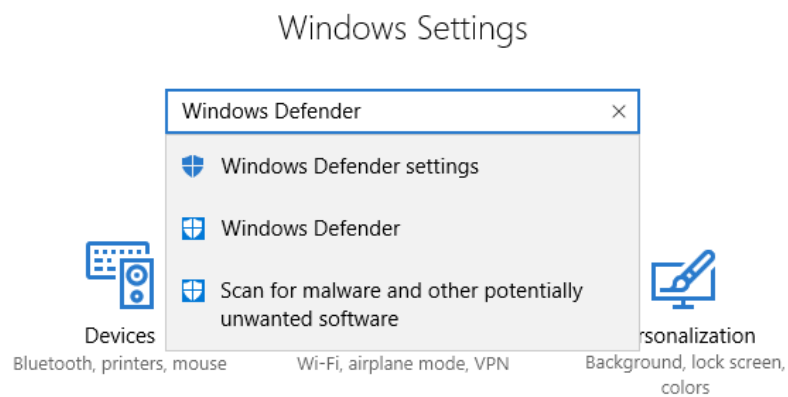 Windows Settings
Windows Defender
Windows Defender settings
Windows Defender
Scan for malware and other potentially
unwanted software
Devices
rsonalization
Bluetooth, printers, mouse
Wi-Fi, airplane mode, VPN
Background, lock screen,
colors